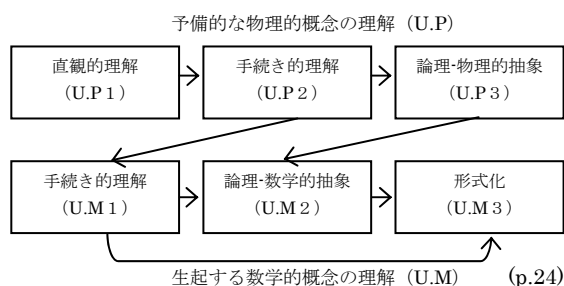 予備的な物理的概念の理解（U.P）
直観的理解
（U.P１）
手続き的理解
（U.P２）
論理‐物理的抽象
（U.P３）
手続き的理解
（U.M１）
論理‐数学的抽象
（U.M２）
形式化
（U.M３）
生起する数学的概念の理解（U.M）
(p.24)